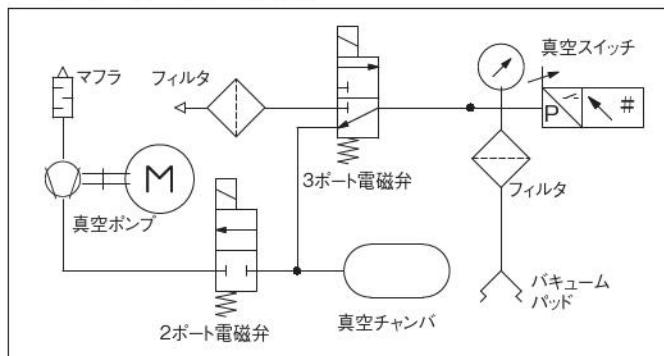 マフラ
フィルタ
真空スイッチ
P
#
M
3ポート電磁弁
フィルタ
真空ポンプ
2ポート電磁弁
真空チャンバ
バキューム
パッド